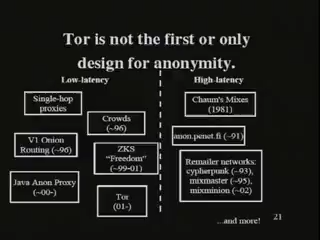 Tor is not the first or only
design for anonymity.
Low-latency
High-latency
Single-hop
proxies
Crowds
(~96)
V1 Onion
Routing (~96)
ZKS
"Freedom"
(~99-01)
Java Anon Proxy
(~00-)
Tor
(01-)
Chaum's Mixes
(1981)
anon.penet.fi (~91)
Remailer networks:
cypherpunk (~93),
mixmaster (~95),
mixminion (~02)
...and more!
21